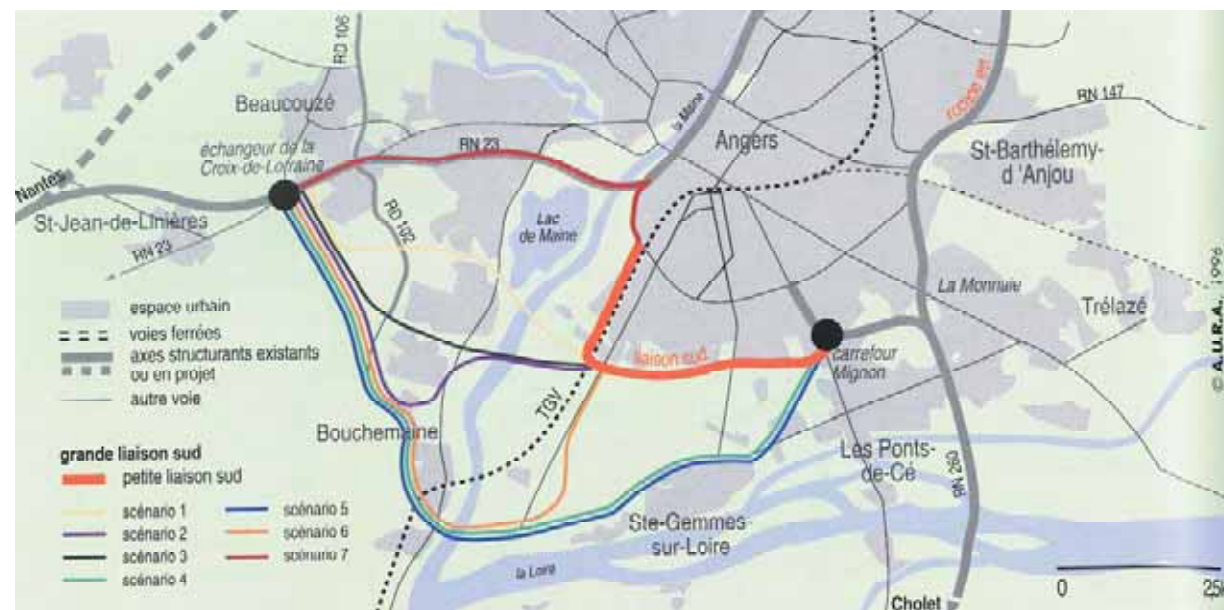 RD 106
Beaucouzé
échangeur de la
Croix-de-Lorraine
RN 23
la Maine
Angers
rocade est
RN 147
St-Barthélemy-
d'Anjou
Nantes
St-Jean-de-Linières
RN 23
RD 102
Lac
de Maine
La Monnaie
Trélazé
© A.U.R.A. 1996
espace urbain
voies ferrées
axes structurants existants
ou en projet
autre voie
liaison sud
carrefour
Mignon
TGV
Bouchemaine
Les Ponts-
de-Cé
RN 260
grande liaison sud
petite liaison sud
scénario 1
scénario 2
scénario 3
scénario 4
scénario 5
scénario 6
scénario 7
Ste-Gemmes
sur-Loire
la Loire
Cholet
0